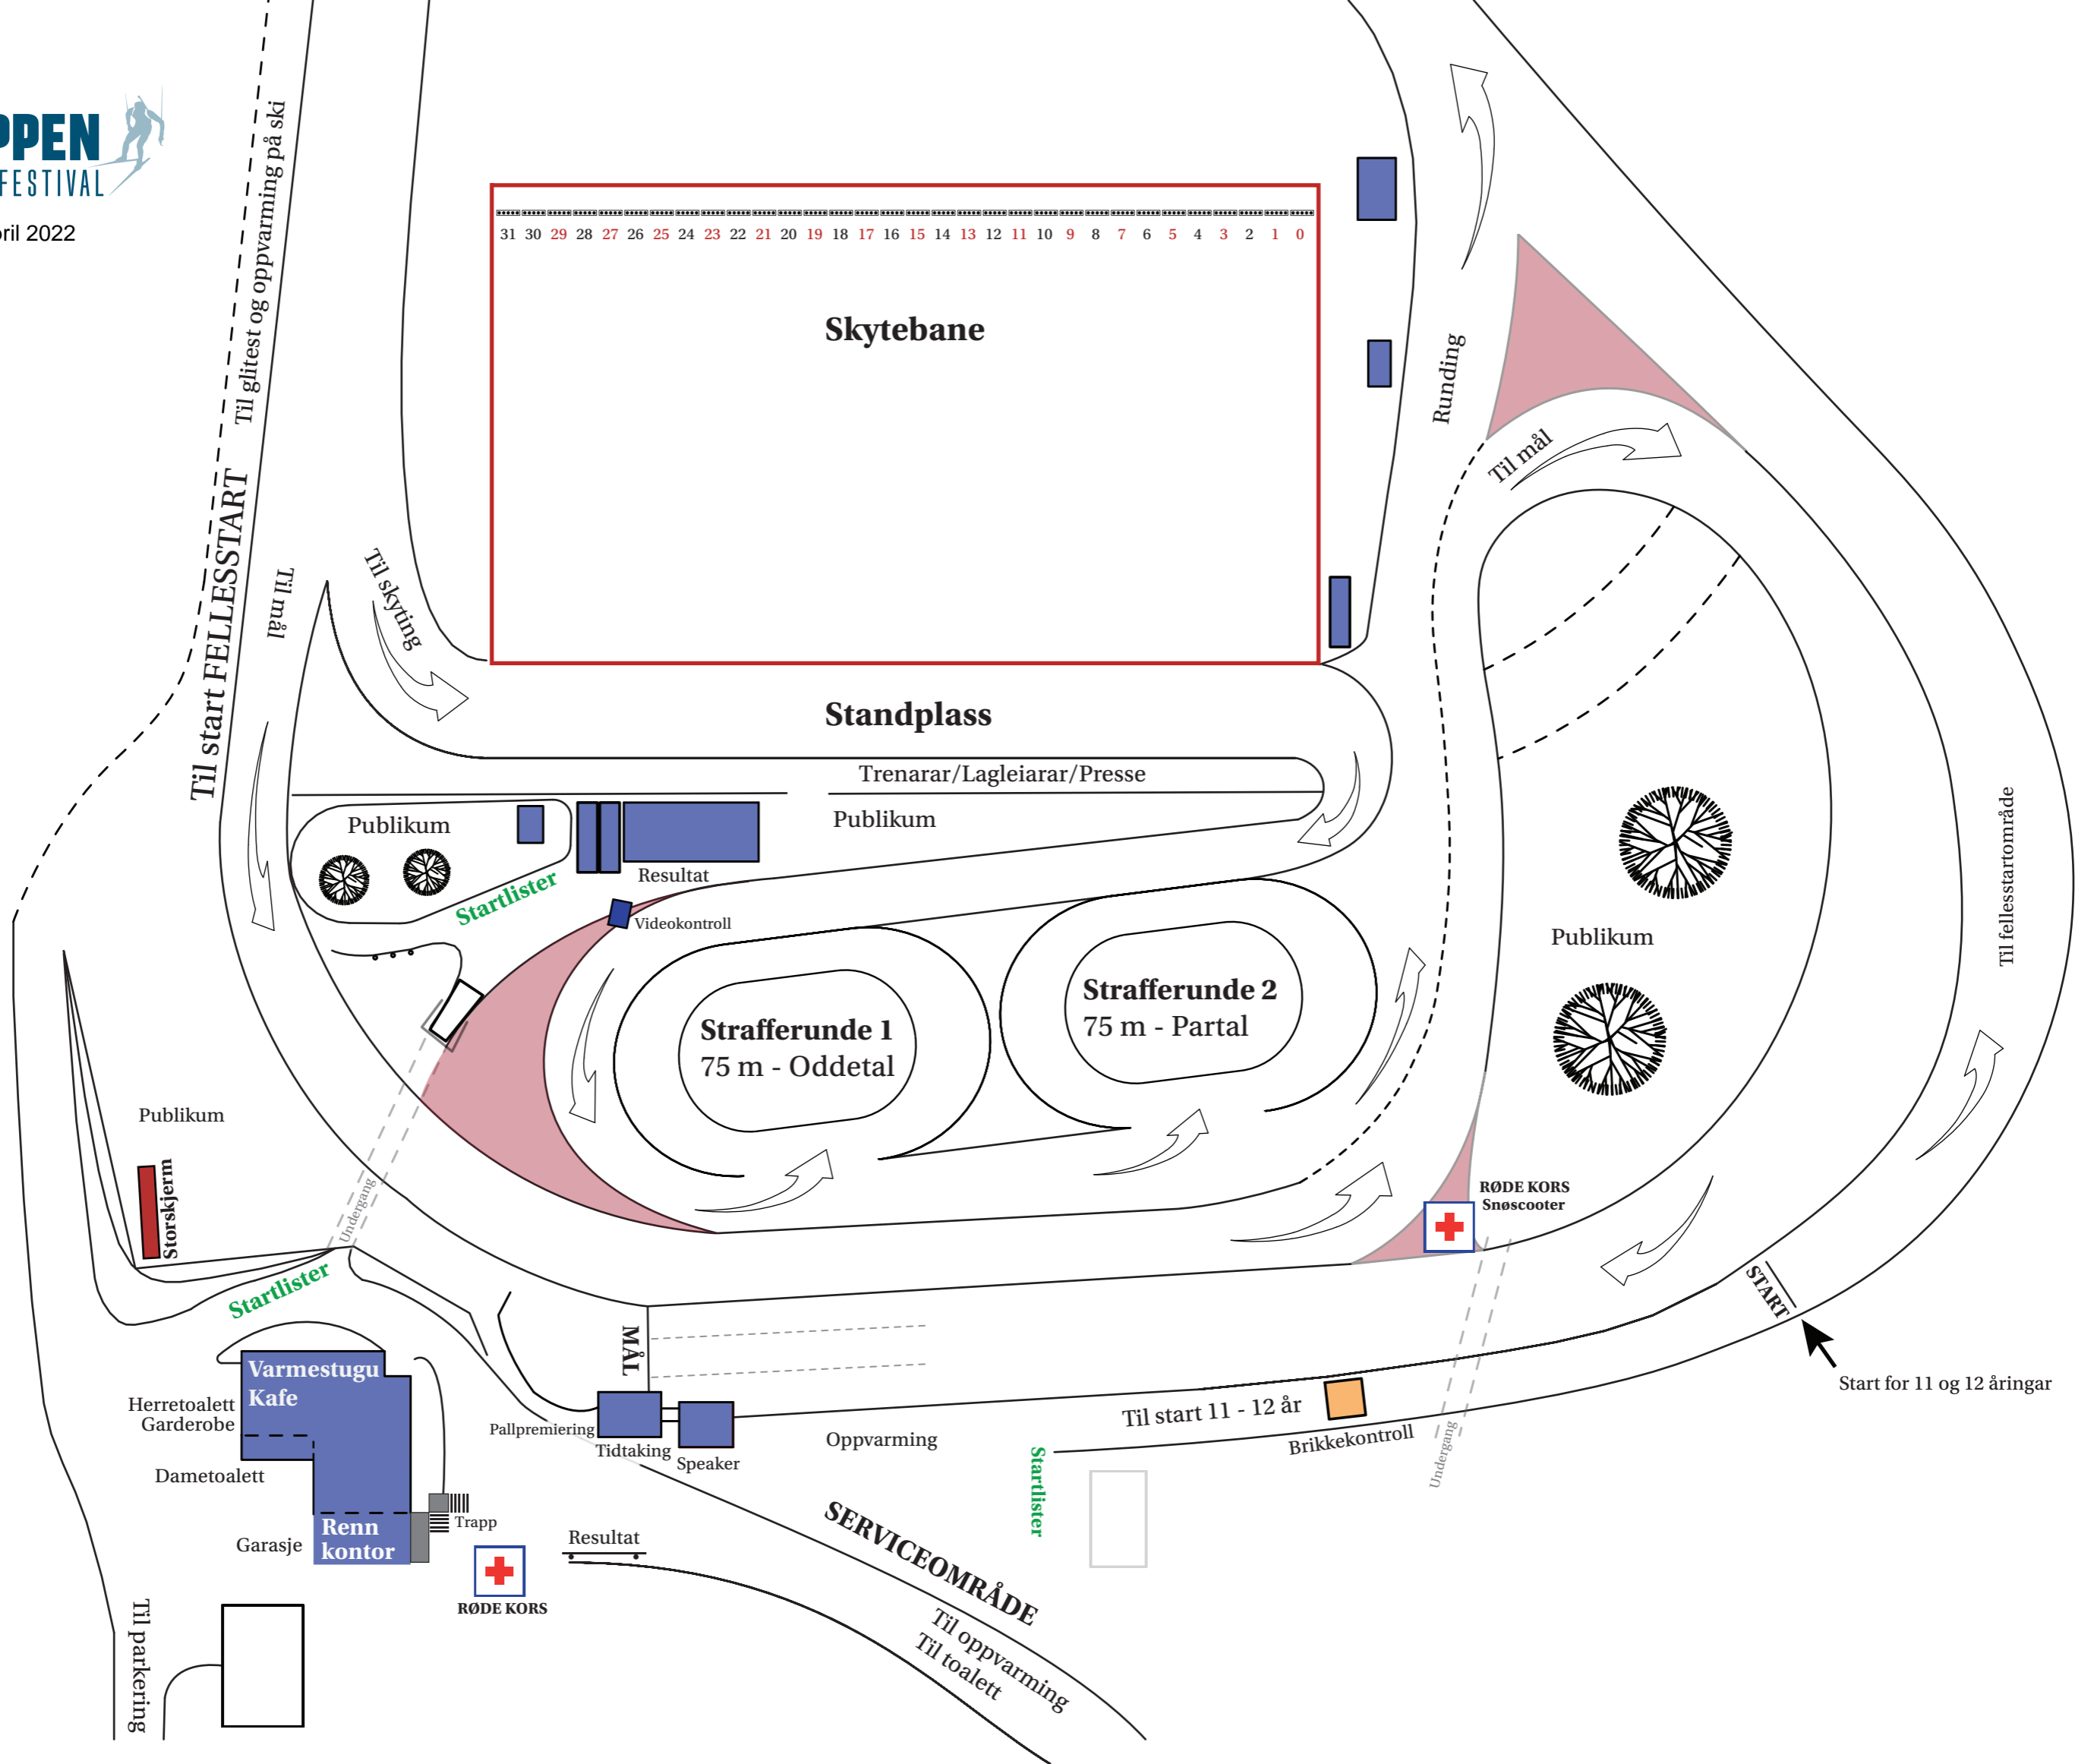 PPEN
FESTIVAL
ril 2022
Til glitest og oppvarming på ski
Til start FELLESSTART
Til mål
Til skyting
31 30 29 28 27 26 25 24 23 22 21 20 19 18 17 16 15 14 13 12 11 10 9 8 7 6 5 4 3 2 1 0
Skytebane
Runding
Til mål
Standplass
Trenarar/Lagleiarar/Presse
Publikum
Publikum
Resultat
Startlister
Videokontroll
Strafferunde 1
75 m - Oddetal
Strafferunde 2
75 m - Partal
Publikum
Til fellesstartområde
Publikum
Storskjerm
Undergang
Startlister
RØDE KORS
Snøscooter
START
Start for 11 og 12 åringar
MÅL
Varmestugu
Kafe
Herretoalett
Garderobe
Dametoalett
Garasje
Renn
kontor
Trapp
Pallpremiering
Tidtaking
Speaker
Oppvarming
Til start 11 - 12 år
Brikkekontroll
Undergang
Startlister
RØDE KORS
Resultat
SERVICEOMRÅDE
Til oppvarming
Til toalett
Til parkering